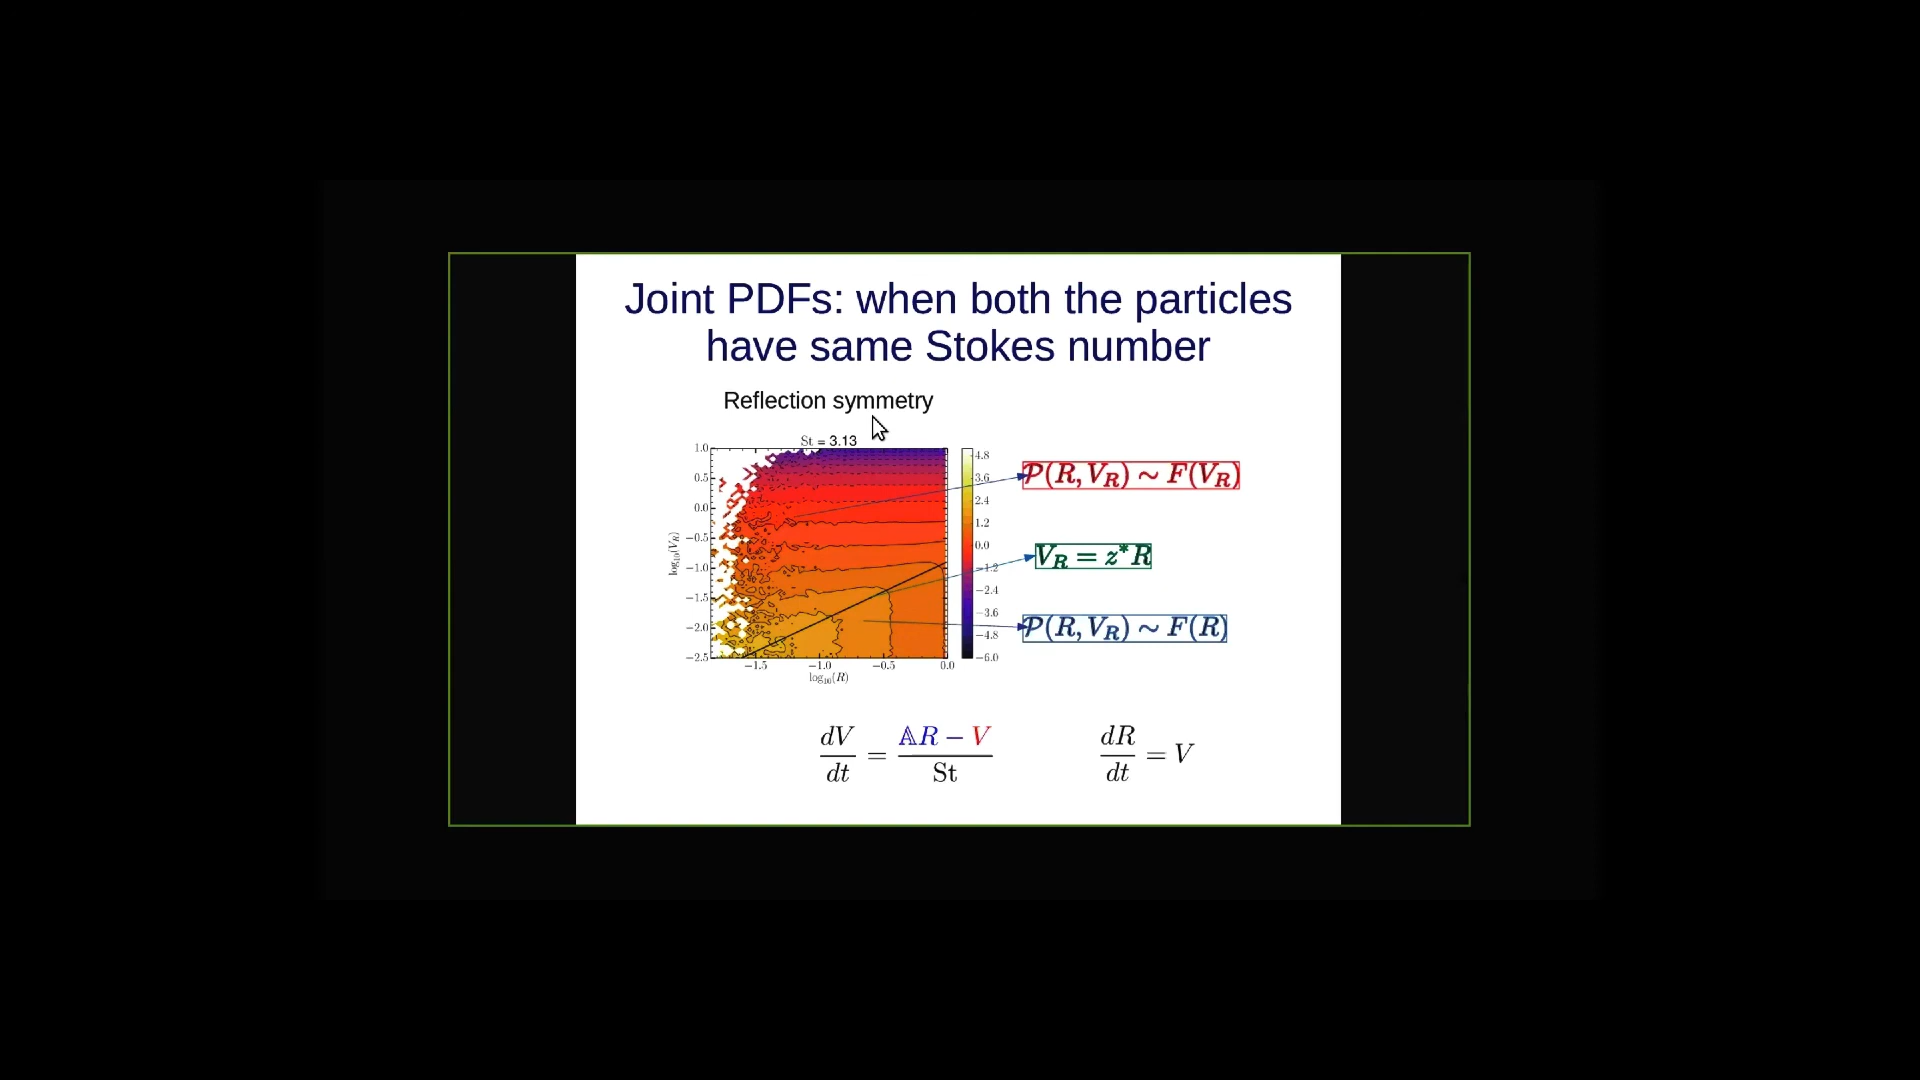 Joint PDFs: when both the particles
have same Stokes number
Reflection symmetry
St = 3.13
1.0
0.5
0.0
−0.5
−1.0
−1.5
−2.0
−2.5
log₁₀(V_R)
−1.5
−1.0
−0.5
0.0
log₁₀(R)
4.8
3.6
2.4
1.2
0.0
−1.2
−2.4
−3.6
−4.8
−6.0
𝒫(R, V_R) ∼ F(V_R)
V_R = z*R
𝒫(R, V_R) ∼ F(R)
dV/dt = (𝔸R − V)/St
dR/dt = V